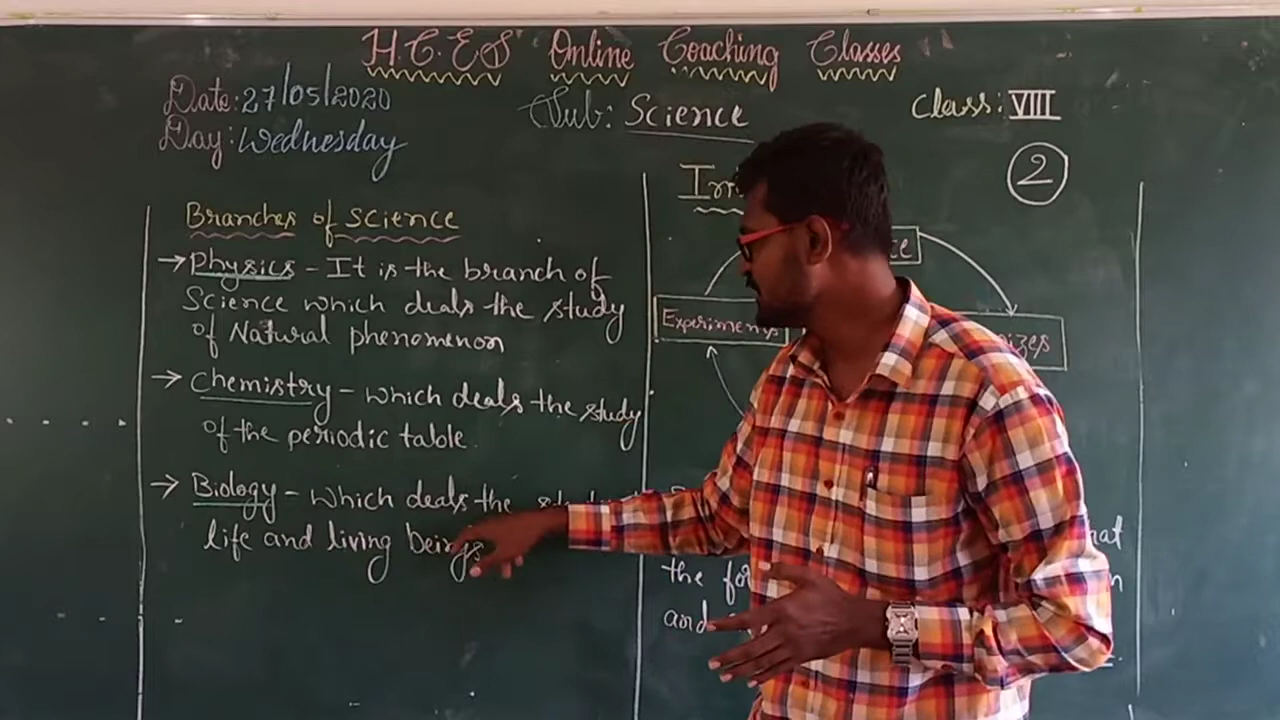 H.C.E.S Online Coaching Classes
Date: 27/05/2020
Sub: Science
Class: VIII
Day: Wednesday
2
Branches of Science
→ Physics - It is the branch of
Science which deals the study
of Natural phenomenon
→ Chemistry - which deals the study
of the periodic table.
→ Biology - which deals the
life and living beings
Experiments
the
and